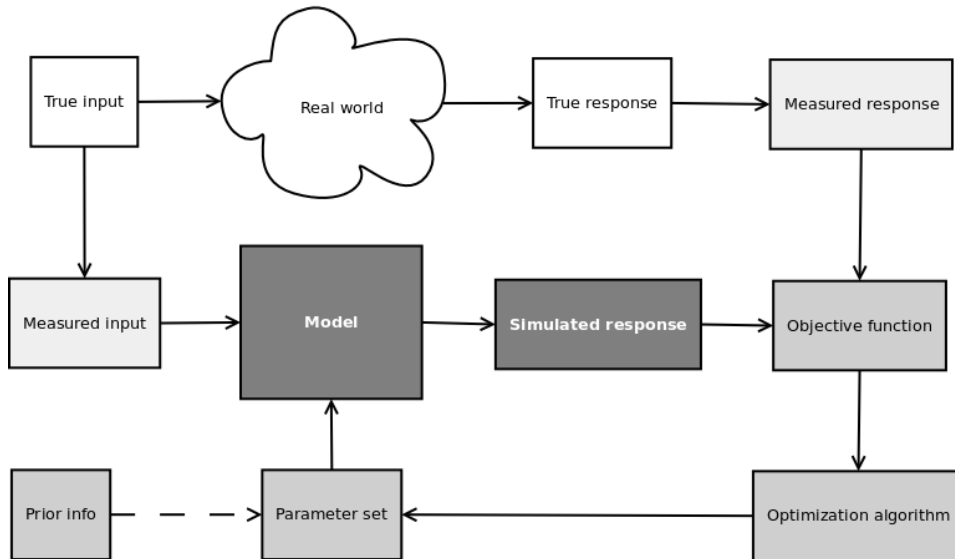 True input
Real world
True response
Measured response
Measured input
Model
Simulated response
Objective function
Prior info
Parameter set
Optimization algorithm